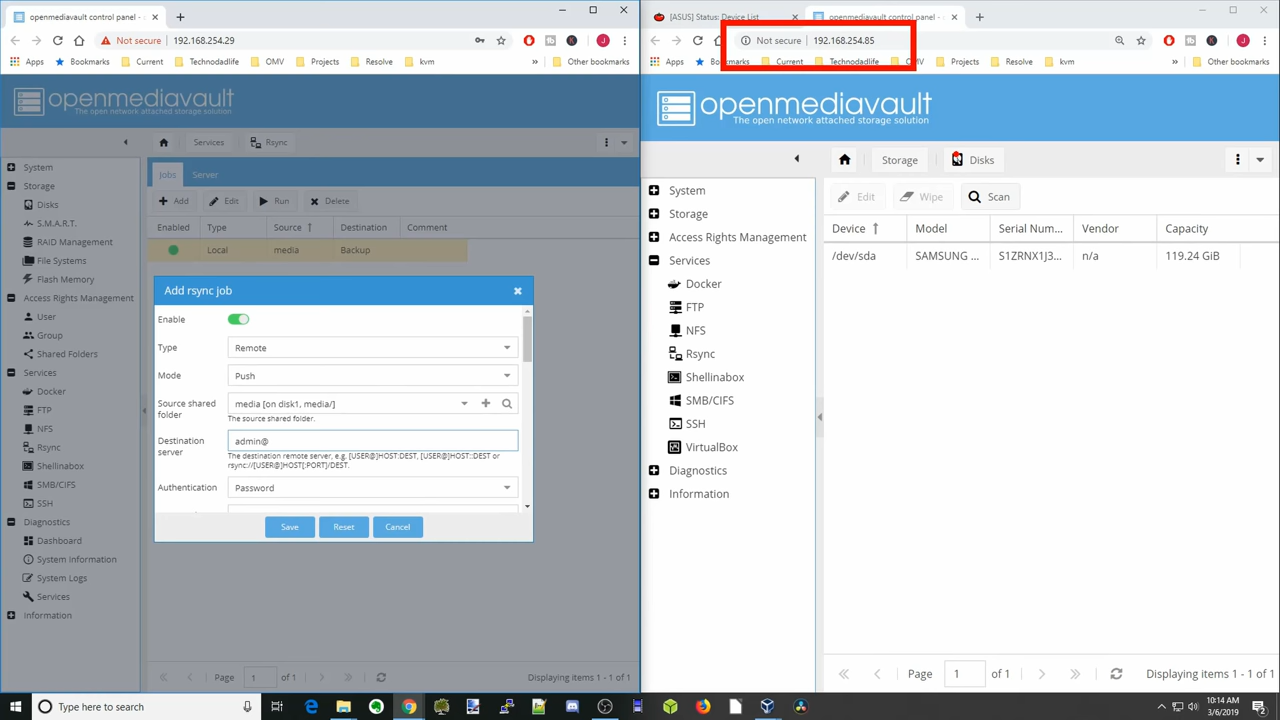 openmediavault control panel - s
Not secure
192.168.254.29
J
Apps
Bookmarks
Current
Technodadlife
OMV
Projects
Resolve
kvm
»
Other bookmarks
openmediavault
The open network attached storage solution
Services
Rsync
System
Storage
Disks
S.M.A.R.T.
RAID Management
File Systems
Flash Memory
Access Rights Management
User
Group
Shared Folders
Services
Docker
FTP
NFS
Rsync
Shellinabox
SMB/CIFS
SSH
Diagnostics
Dashboard
System Information
System Logs
Services
Information
Jobs
Server
Add
Edit
Run
Delete
Enabled
Type
Source
Destination
Comment
Local
media
Backup
Add rsync job
Enable
Type
Remote
Mode
Push
Source shared
folder
media [on disk1, media/]
The source shared folder.
Destination
server
admin@
The destination remote server, e.g. [USER@]HOST:DEST, [USER@]HOST::DEST or
rsync://[USER@]HOST[:PORT]/DEST.
Authentication
Password
Save
Reset
Cancel
Page
1
of 1
Displaying items 1 - 1 of 1
[ASUS] Status: Device List
openmediavault control panel - s
Not secure
192.168.254.85
J
Apps
Bookmarks
Current
Technodadlife
OMV
Projects
Resolve
kvm
»
Other bookmarks
openmediavault
The open network attached storage solution
Storage
Disks
System
Storage
Access Rights Management
Services
Docker
FTP
NFS
Rsync
Shellinabox
SMB/CIFS
SSH
VirtualBox
Diagnostics
Information
Edit
Wipe
Scan
Device
Model
Serial Num...
Vendor
Capacity
/dev/sda
SAMSUNG ...
S1ZRNX1J3...
n/a
119.24 GiB
Page
1
of 1
Displaying items 1 - 1 of 1
Type here to search
10:14 AM
3/6/2019